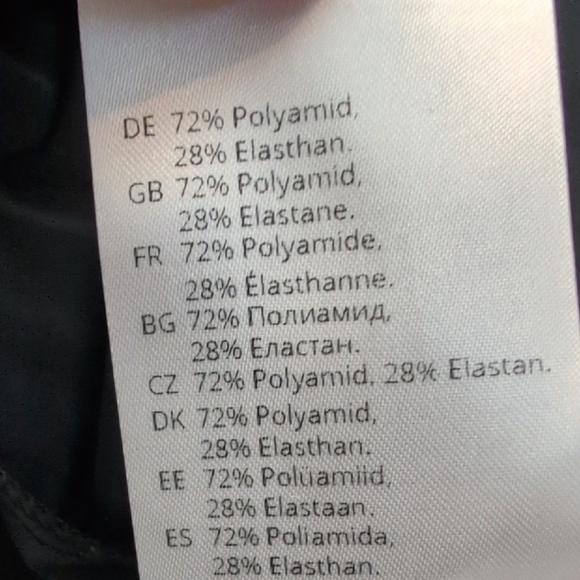 DE 72% Polyamid,
28% Elasthan.
GB 72% Polyamid,
28% Elastane.
FR 72% Polyamide,
28% Élasthanne.
BG 72% Полиамид,
28% Еластан.
CZ 72% Polyamid, 28% Elastan.
DK 72% Polyamid,
28% Elasthan.
EE 72% Polüamiid,
28% Elastaan.
ES 72% Poliamida,
28% Elasthan.